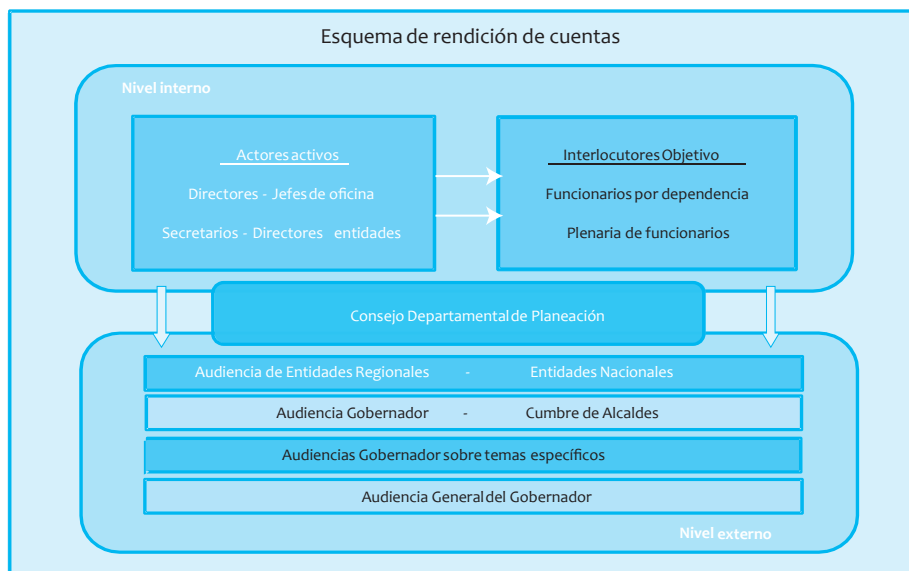 Esquema de rendición de cuentas
Nivel interno
Actores activos
Directores - Jefes de oficina
Secretarios - Directores entidades
Interlocutores Objetivo
Funcionarios por dependencia
Plenaria de funcionarios
Consejo Departamental de Planeación
Audiencia de Entidades Regionales - Entidades Nacionales
Audiencia Gobernador - Cumbre de Alcaldes
Audiencias Gobernador sobre temas específicos
Audiencia General del Gobernador
Nivel externo